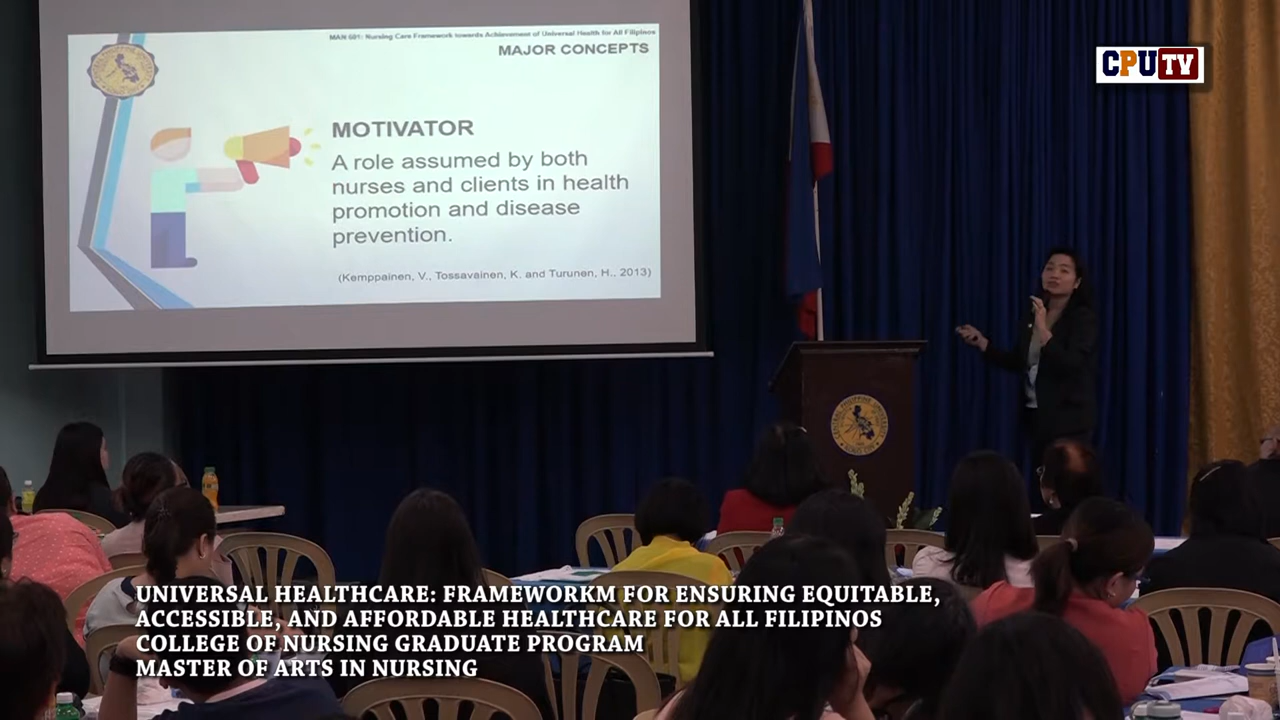 MAN 501: Nursing Care Framework towards Achievement of Universal Health for All Filipinos
MAJOR CONCEPTS
CPUTV
MOTIVATOR
A role assumed by both
nurses and clients in health
promotion and disease
prevention.
(Kemppainen, V., Tossavainen, K. and Turunen, H., 2013)
UNIVERSAL HEALTHCARE: FRAMEWORKM FOR ENSURING EQUITABLE,
ACCESSIBLE, AND AFFORDABLE HEALTHCARE FOR ALL FILIPINOS
COLLEGE OF NURSING GRADUATE PROGRAM
MASTER OF ARTS IN NURSING